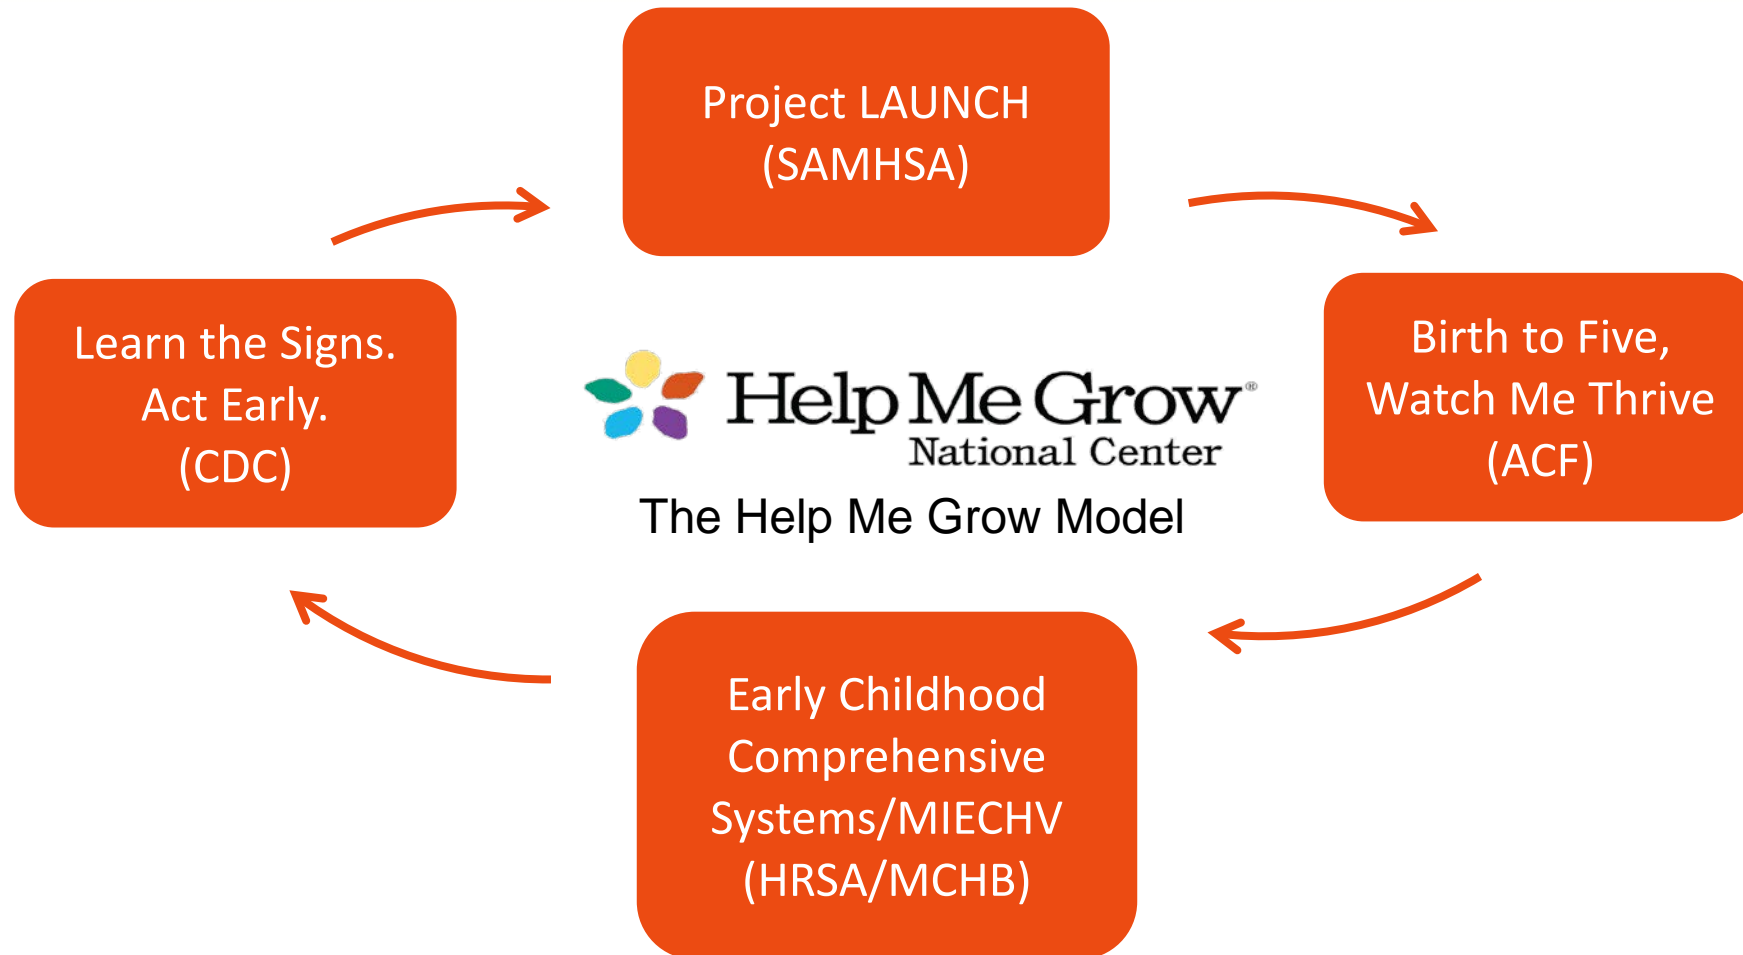 Project LAUNCH
(SAMHSA)
Learn the Signs.
Act Early.
(CDC)
Birth to Five,
Watch Me Thrive
(ACF)
Help Me Grow®
National Center
The Help Me Grow Model
Early Childhood
Comprehensive
Systems/MIECHV
(HRSA/MCHB)